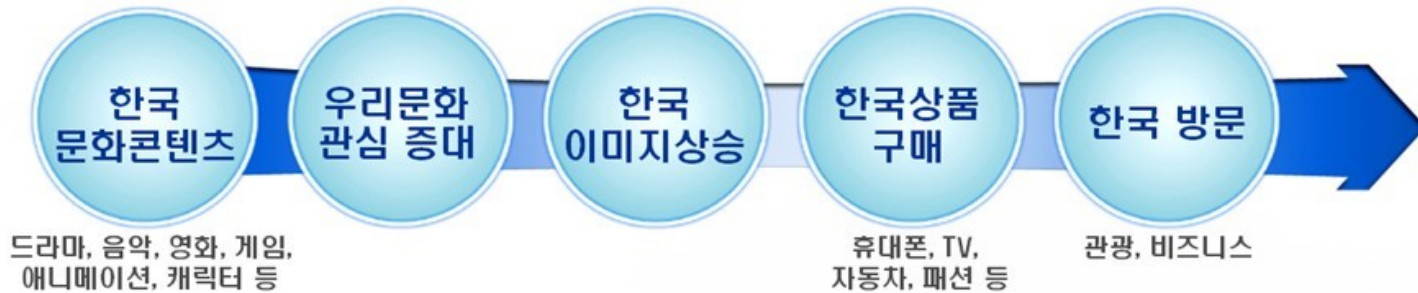 한국
문화콘텐츠
우리문화
관심 증대
한국
이미지상승
한국상품
구매
한국 방문
드라마, 음악, 영화, 게임,
애니메이션, 캐릭터 등
휴대폰, TV,
자동차, 패션 등
관광, 비즈니스